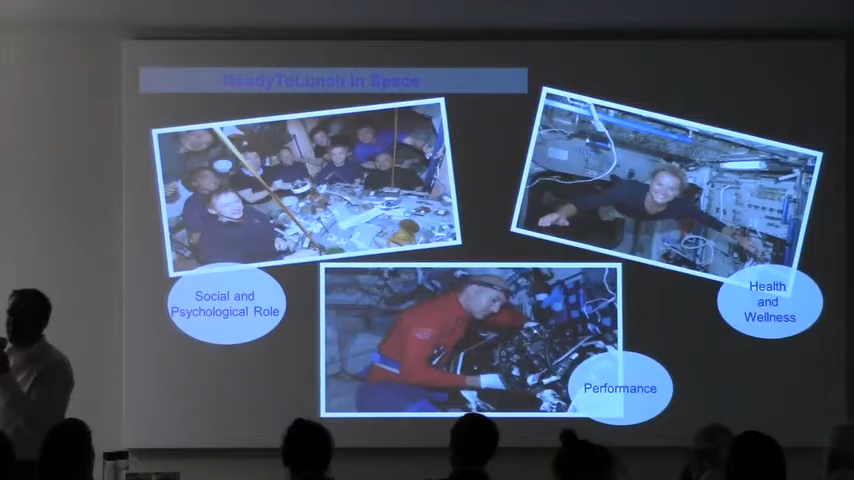 ReadyToLunch in Space
Social and
Psychological Role
Health
and
Wellness
Performance